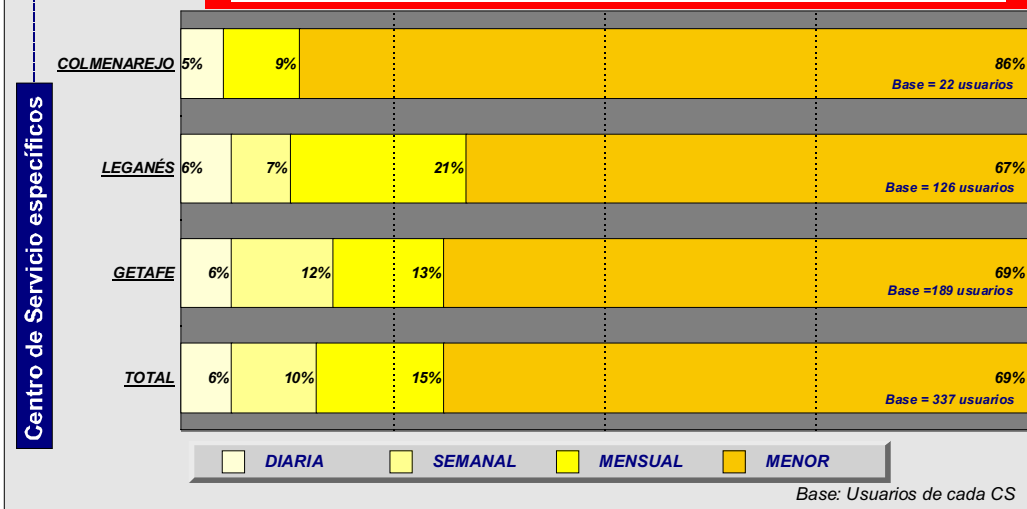 Centro de Servicio específicos
COLMENAREJO 5% 9% 86%
Base = 22 usuarios
LEGANÉS 6% 7% 21% 67%
Base = 126 usuarios
GETAFE 6% 12% 13% 69%
Base =189 usuarios
TOTAL 6% 10% 15% 69%
Base = 337 usuarios
DIARIA SEMANAL MENSUAL MENOR
Base: Usuarios de cada CS